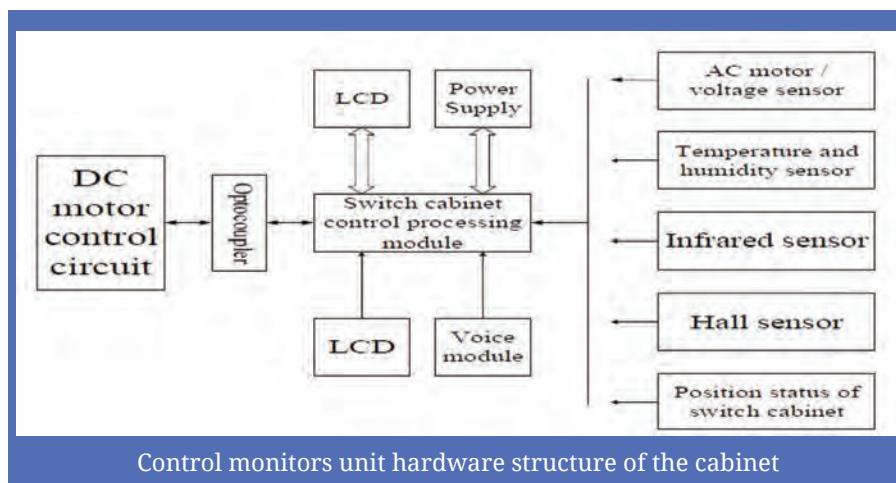 DC
motor
control
circuit
Optocoupler
LCD
Power
Supply
Switch cabinet
control processing
module
LCD
Voice
module
AC motor /
voltage sensor
Temperature and
humidity sensor
Infrared sensor
Hall sensor
Position status of
switch cabinet
Control monitors unit hardware structure of the cabinet